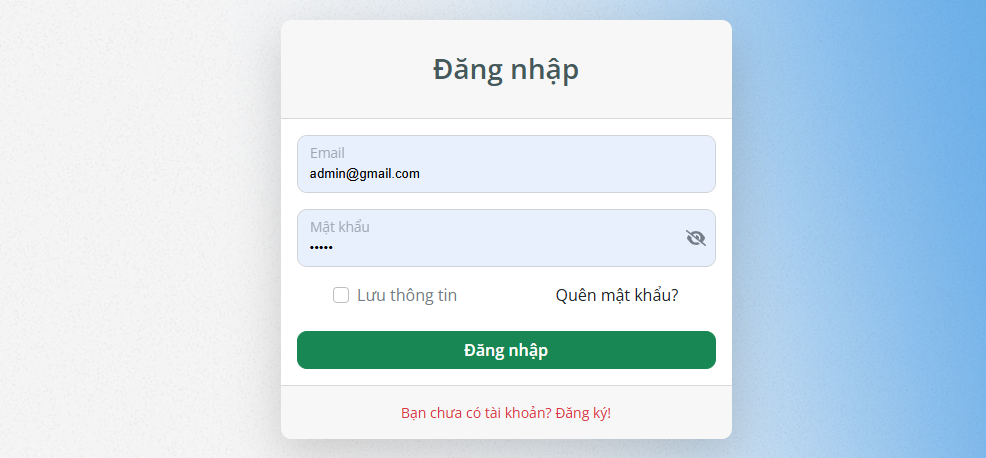 Đăng nhập
Email
admin@gmail.com
Mật khẩu
•••••
Lưu thông tin Quên mật khẩu?
Đăng nhập
Bạn chưa có tài khoản? Đăng ký!